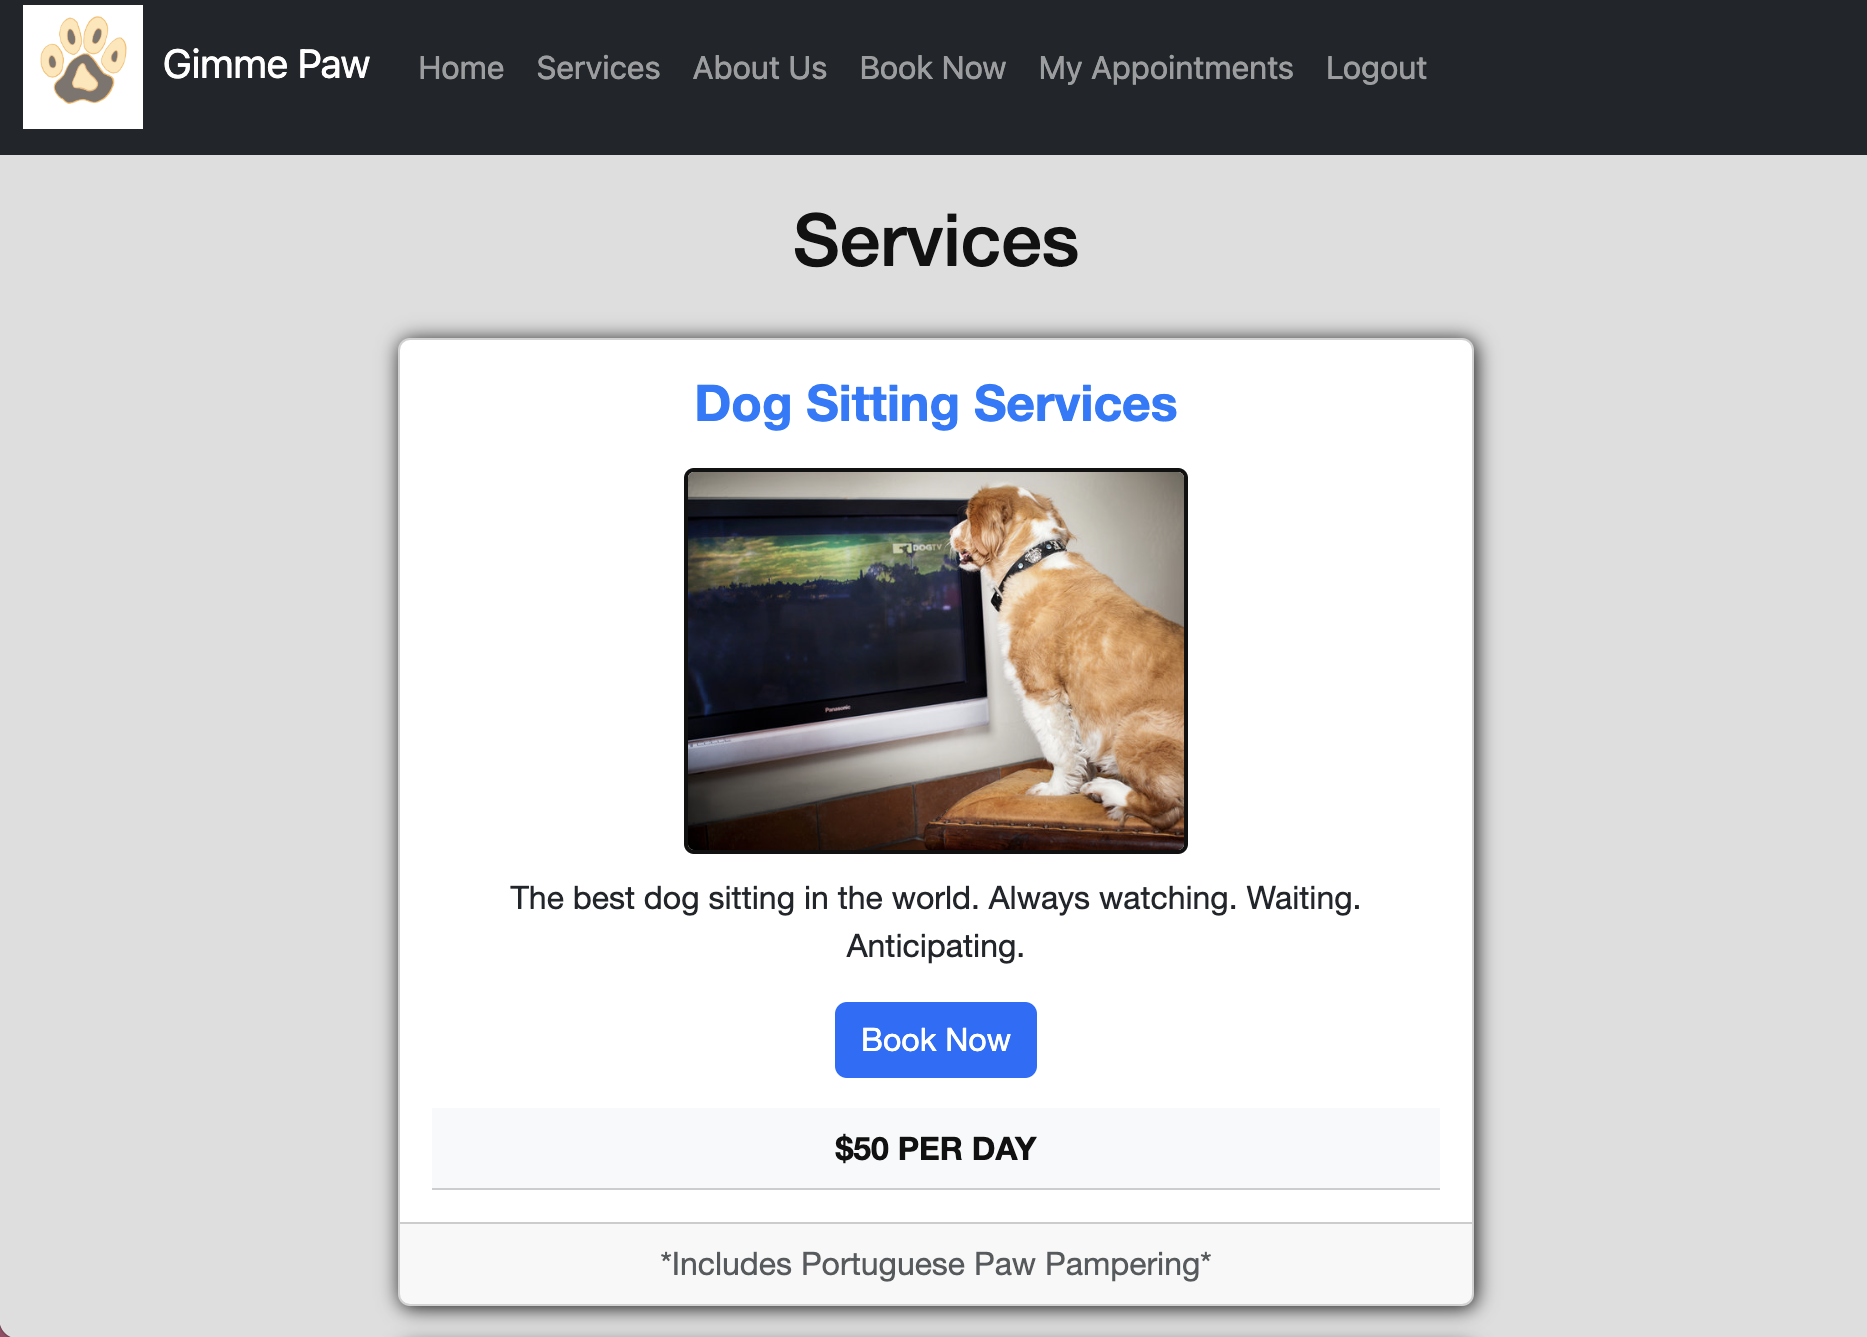 Gimme Paw Home Services About Us Book Now My Appointments Logout
Services
Dog Sitting Services
DOGTV
Panasonic
The best dog sitting in the world. Always watching. Waiting.
Anticipating.
Book Now
$50 PER DAY
*Includes Portuguese Paw Pampering*